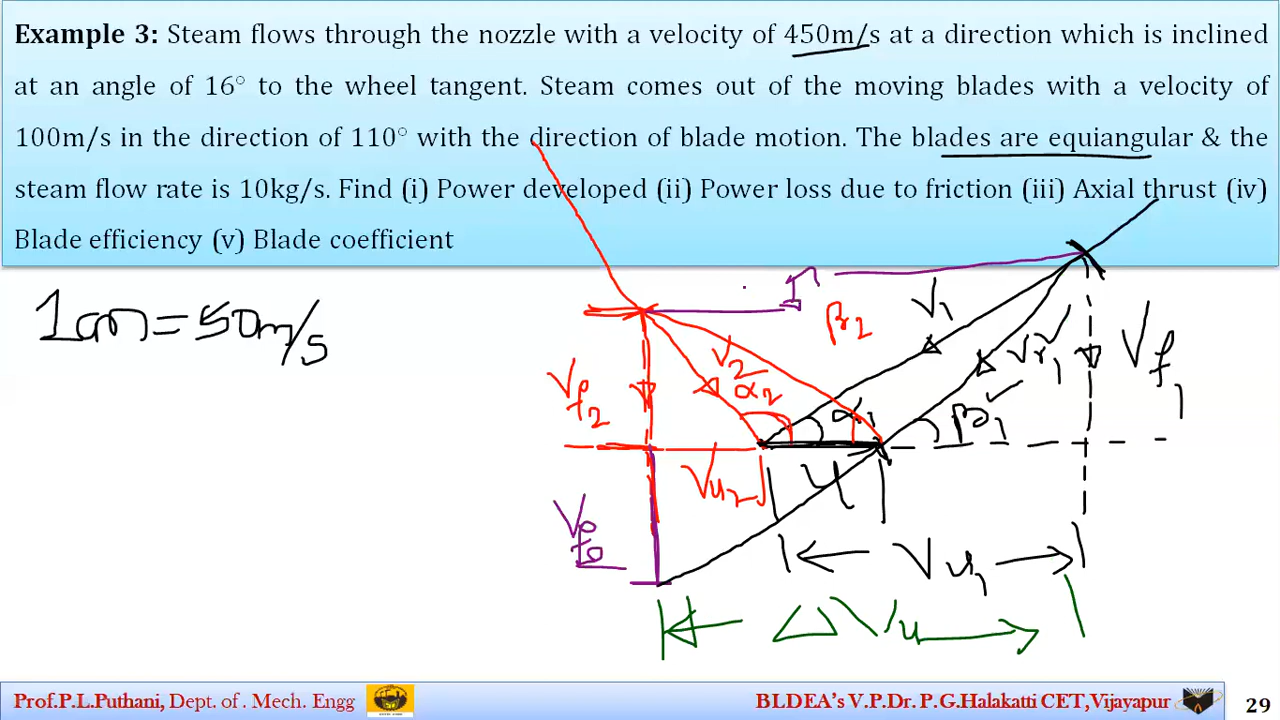 Example 3: Steam flows through the nozzle with a velocity of 450m/s at a direction which is inclined
at an angle of 16° to the wheel tangent. Steam comes out of the moving blades with a velocity of
100m/s in the direction of 110° with the direction of blade motion. The blades are equiangular & the
steam flow rate is 10kg/s. Find (i) Power developed (ii) Power loss due to friction (iii) Axial thrust (iv)
Blade efficiency (v) Blade coefficient
1cm = 50m/s
V1
β2
Vr1
Vf1
V2
α2
Vf2
α1
β1
Vu2
u
Vu1
ΔVu
Prof.P.L.Puthani, Dept. of . Mech. Engg
BLDEA's V.P.Dr. P.G.Halakatti CET,Vijayapur
29